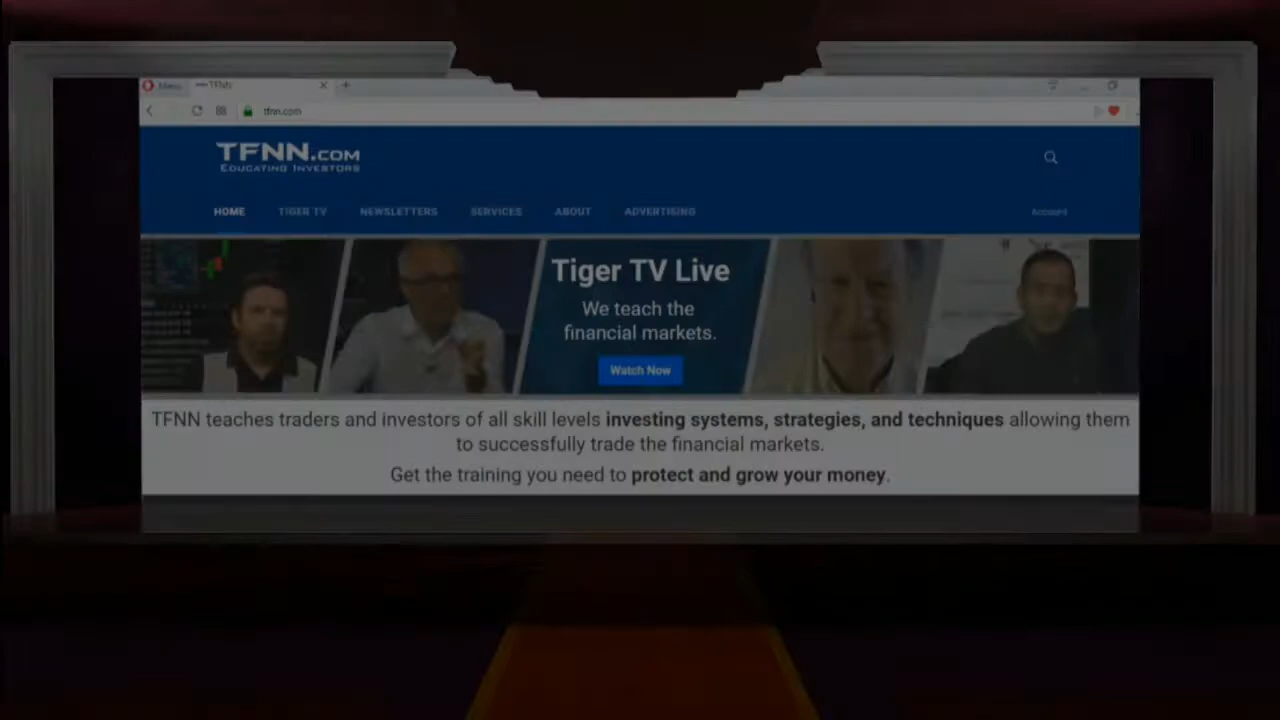 Menu
tfnn.com
TFNN.COM
EDUCATING INVESTORS
HOME TIGER TV NEWSLETTERS SERVICES ABOUT ADVERTISING Account
Tiger TV Live
We teach the
financial markets.
Watch Now
TFNN teaches traders and investors of all skill levels investing systems, strategies, and techniques allowing them
to successfully trade the financial markets.
Get the training you need to protect and grow your money.